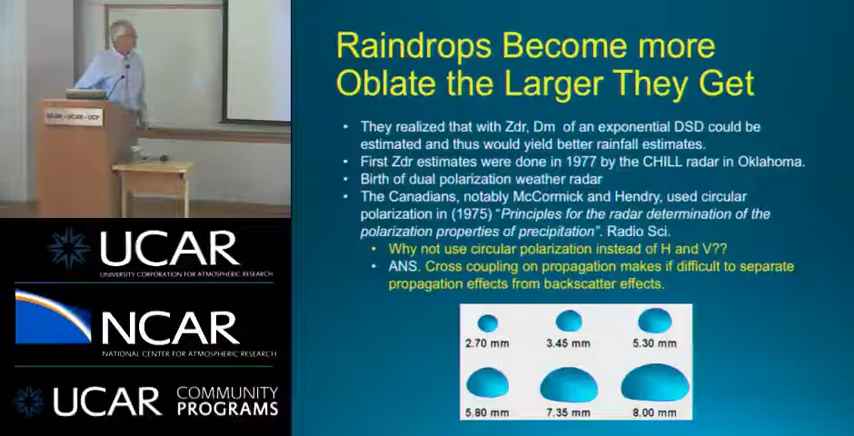 Raindrops Become more
Oblate the Larger They Get
• They realized that with Zdr, Dm of an exponential DSD could be
estimated and thus would yield better rainfall estimates.
• First Zdr estimates were done in 1977 by the CHILL radar in Oklahoma.
• Birth of dual polarization weather radar
• The Canadians, notably McCormick and Hendry, used circular
polarization in (1975) “Principles for the radar determination of the
polarization properties of precipitation”. Radio Sci.
• Why not use circular polarization instead of H and V??
• ANS. Cross coupling on propagation makes if difficult to separate
propagation effects from backscatter effects.
2.70 mm 3.45 mm 5.30 mm
5.80 mm 7.35 mm 8.00 mm
UCAR
UNIVERSITY CORPORATION FOR ATMOSPHERIC RESEARCH
NCAR
NATIONAL CENTER FOR ATMOSPHERIC RESEARCH
UCAR COMMUNITY
PROGRAMS